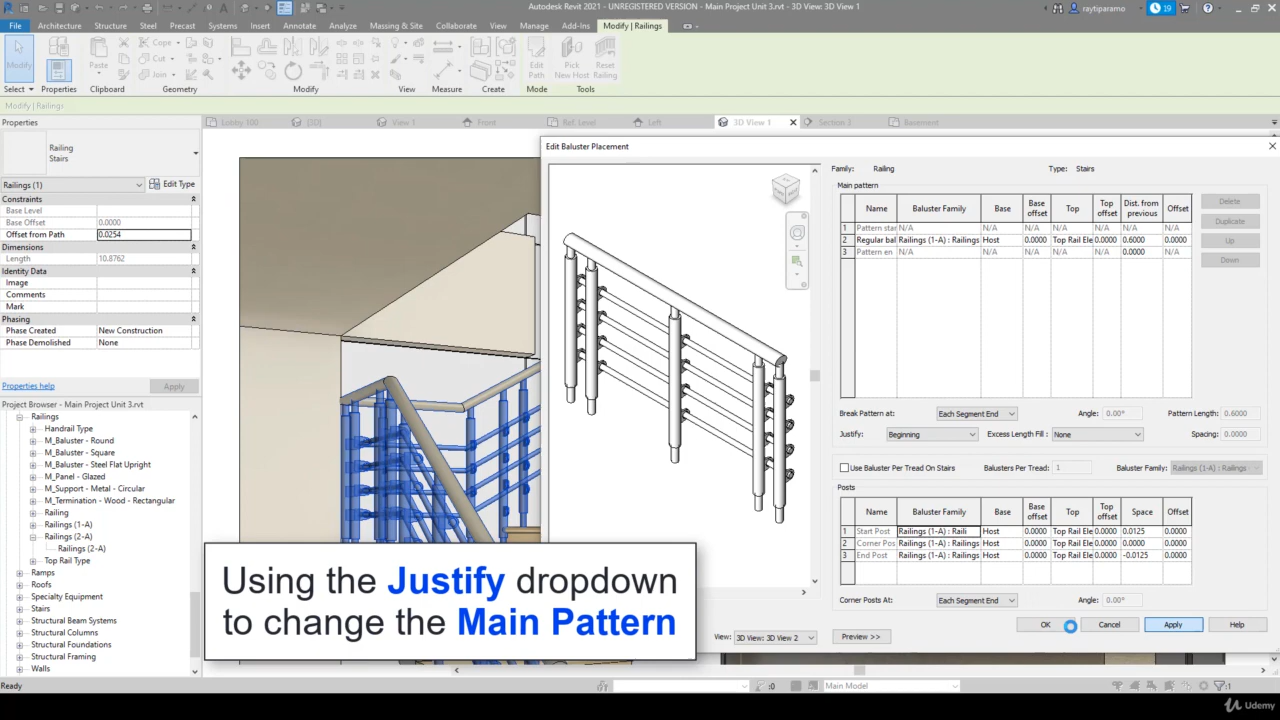 Autodesk Revit 2021 - UNREGISTERED VERSION - Main Project Unit 3.rvt - 3D View: 3D View 1
raytiparamo
19
File Architecture Structure Steel Precast Systems Insert Annotate Analyze Massing & Site Collaborate View Manage Add-Ins Modify | Railings
Modify
Paste
Cope
Cut
Join
Edit Path
Pick New Host
Reset Railing
Select Properties Clipboard Geometry Modify View Measure Create Mode Tools
Modify | Railings
Properties
Railing
Stairs
Railings (1)
Edit Type
Constraints
Base Level
Base Offset 0.0000
Offset from Path 0.0254
Dimensions
Length 10.8762
Identity Data
Image
Comments
Mark
Phasing
Phase Created New Construction
Phase Demolished None
Properties help
Apply
Project Browser - Main Project Unit 3.rvt
Railings
Handrail Type
M_Baluster - Round
M_Baluster - Square
M_Baluster - Steel Flat Upright
M_Panel - Glazed
M_Support - Metal - Circular
M_Termination - Wood - Rectangular
Railing
Railings (1-A)
Railings (2-A)
Railings (2-A)
Top Rail Type
Ramps
Roofs
Specialty Equipment
Stairs
Structural Beam Systems
Structural Columns
Structural Foundations
Structural Framing
Walls
Ready
Lobby 100 {3D} View 1 Front Ref. Level Left 3D View 1 Section 3 Basement
Edit Baluster Placement
Family: Railing Type: Stairs
Main pattern
Name Baluster Family Base Base offset Top Top offset Dist. from previous Offset
1 Pattern star N/A N/A N/A N/A N/A N/A N/A
2 Regular bal Railings (1-A) : Railings Host 0.0000 Top Rail Ele 0.0000 0.6000 0.0000
3 Pattern en N/A N/A N/A N/A N/A 0.0000 N/A
Delete
Duplicate
Up
Down
Break Pattern at: Each Segment End Angle: 0.00° Pattern Length: 0.6000
Justify: Beginning Excess Length Fill : None Spacing: 0.0000
Use Baluster Per Tread On Stairs Balusters Per Tread: 1 Baluster Family: Railings (1-A) : Railings
Posts
Name Baluster Family Base Base offset Top Top offset Space Offset
1 Start Post Railings (1-A) : Raili Host 0.0000 Top Rail Ele 0.0000 0.0125 0.0000
2 Corner Pos Railings (1-A) : Railings Host 0.0000 Top Rail Ele 0.0000 0.0000 0.0000
3 End Post Railings (1-A) : Railings Host 0.0000 Top Rail Ele 0.0000 -0.0125 0.0000
Corner Posts At: Each Segment End Angle: 0.00°
OK Cancel Apply Help
View: 3D View: 3D View 2 Preview >>
Using the Justify dropdown
to change the Main Pattern
:0
Main Model
:1
Udemy